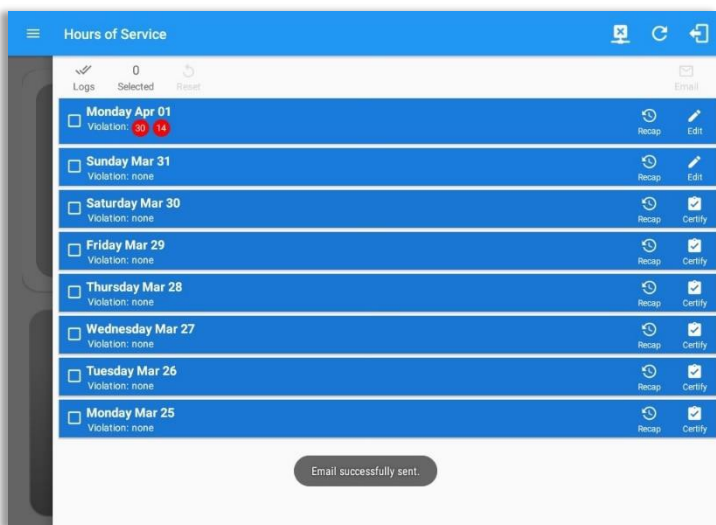 Hours of Service
0
Logs Selected Reset Email
Monday Apr 01
Violation: 30 14
Recap Edit
Sunday Mar 31
Violation: none
Recap Edit
Saturday Mar 30
Violation: none
Recap Certify
Friday Mar 29
Violation: none
Recap Certify
Thursday Mar 28
Violation: none
Recap Certify
Wednesday Mar 27
Violation: none
Recap Certify
Tuesday Mar 26
Violation: none
Recap Certify
Monday Mar 25
Violation: none
Recap Certify
Email successfully sent.